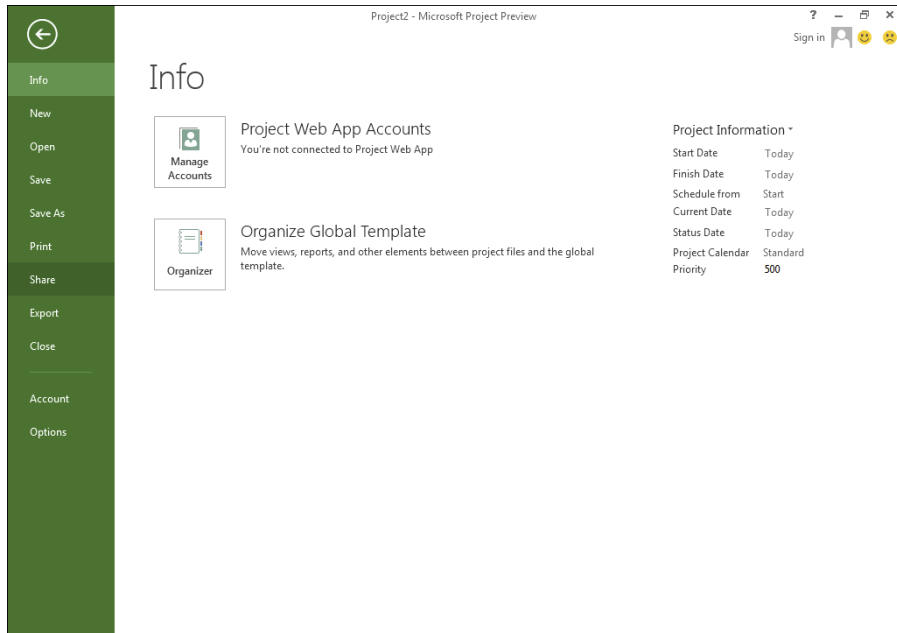 Project2 - Microsoft Project Preview
?
Sign in
Info
New
Open
Save
Save As
Print
Share
Export
Close
Account
Options
Info
Manage
Accounts
Project Web App Accounts
You're not connected to Project Web App
Organizer
Organize Global Template
Move views, reports, and other elements between project files and the global
template.
Project Information
Start Date Today
Finish Date Today
Schedule from Start
Current Date Today
Status Date Today
Project Calendar Standard
Priority 500